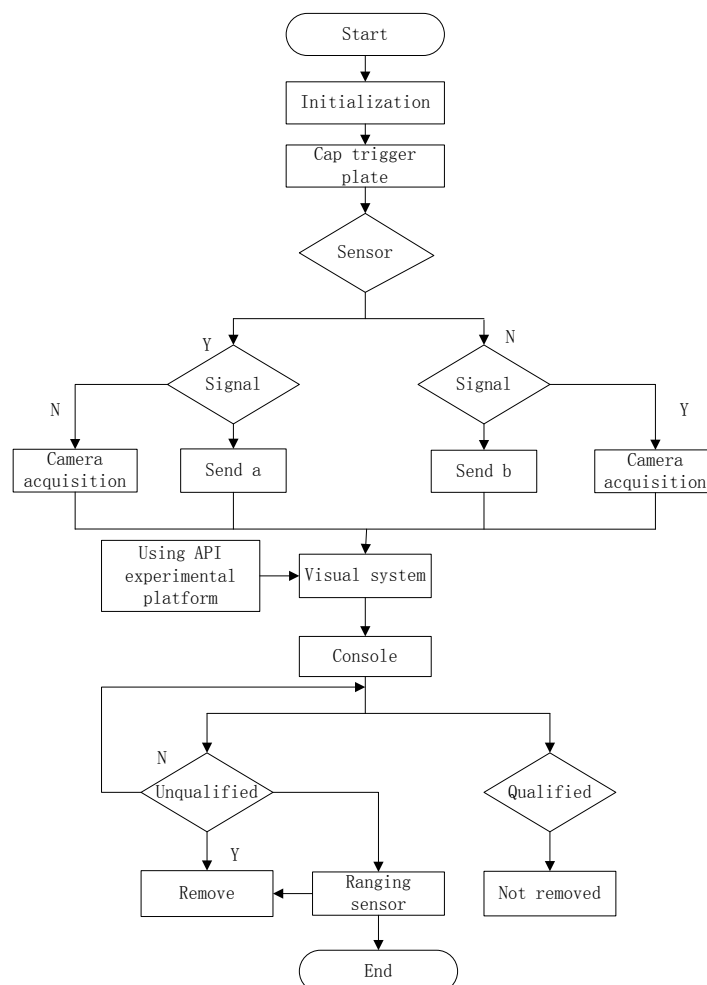 Start
Initialization
Cap trigger
plate
Sensor
Y
N
Signal
Signal
N
Y
Camera
acquisition
Send a
Send b
Camera
acquisition
Using API
experimental
platform
Visual system
Console
N
Unqualified
Qualified
Y
Remove
Ranging
sensor
Not removed
End